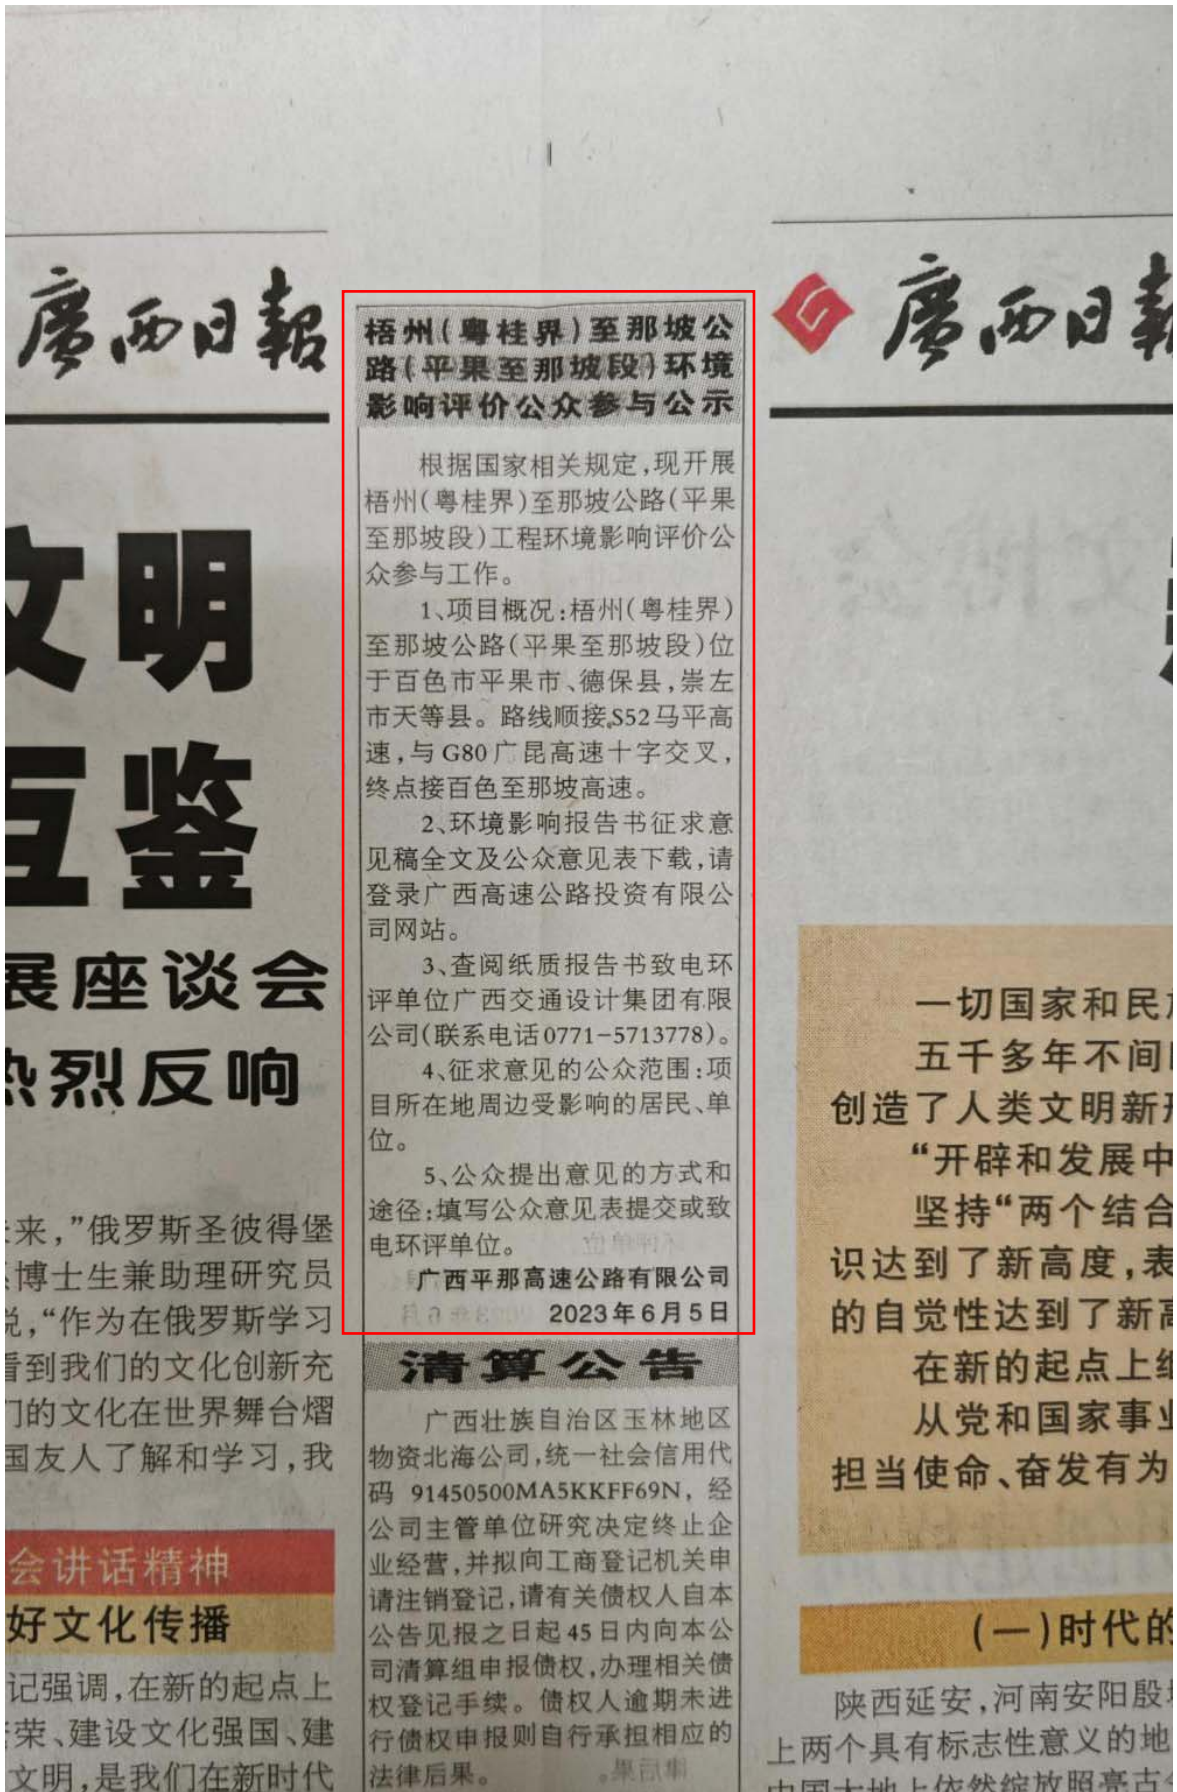 廣西日報
文明
互鉴
展座谈会
热烈反响
来,”俄罗斯圣彼得堡
博士生兼助理研究员
说,“作为在俄罗斯学习
看到我们的文化创新充
们的文化在世界舞台熠
国友人了解和学习,我
会讲话精神
好文化传播
记强调,在新的起点上
荣、建设文化强国、建
文明,是我们在新时代
梧州(粤桂界)至那坡公
路(平果至那坡段)环境
影响评价公众参与公示
根据国家相关规定,现开展
梧州(粤桂界)至那坡公路(平果
至那坡段)工程环境影响评价公
众参与工作。
1、项目概况:梧州(粤桂界)
至那坡公路(平果至那坡段)位
于百色市平果市、德保县,崇左
市天等县。路线顺接S52马平高
速,与G80广昆高速十字交叉,
终点接百色至那坡高速。
2、环境影响报告书征求意
见稿全文及公众意见表下载,请
登录广西高速公路投资有限公
司网站。
3、查阅纸质报告书致电环
评单位广西交通设计集团有限
公司(联系电话0771-5713778)。
4、征求意见的公众范围:项
目所在地周边受影响的居民、单
位。
5、公众提出意见的方式和
途径:填写公众意见表提交或致
电环评单位。
广西平那高速公路有限公司
2023年6月5日
清算公告
广西壮族自治区玉林地区
物资北海公司,统一社会信用代
码 91450500MA5KKFF69N，经
公司主管单位研究决定终止企
业经营,并拟向工商登记机关申
请注销登记,请有关债权人自本
公告见报之日起45日内向本公
司清算组申报债权,办理相关债
权登记手续。债权人逾期未进
行债权申报则自行承担相应的
法律后果。
廣西日報
一切国家和民
五千多年不间
创造了人类文明新
“开辟和发展中
坚持“两个结合
识达到了新高度,表
的自觉性达到了新高
在新的起点上继
从党和国家事业
担当使命、奋发有为
(一)时代的
陕西延安,河南安阳殷
上两个具有标志性意义的地
中国大地上依然绽放照亮古